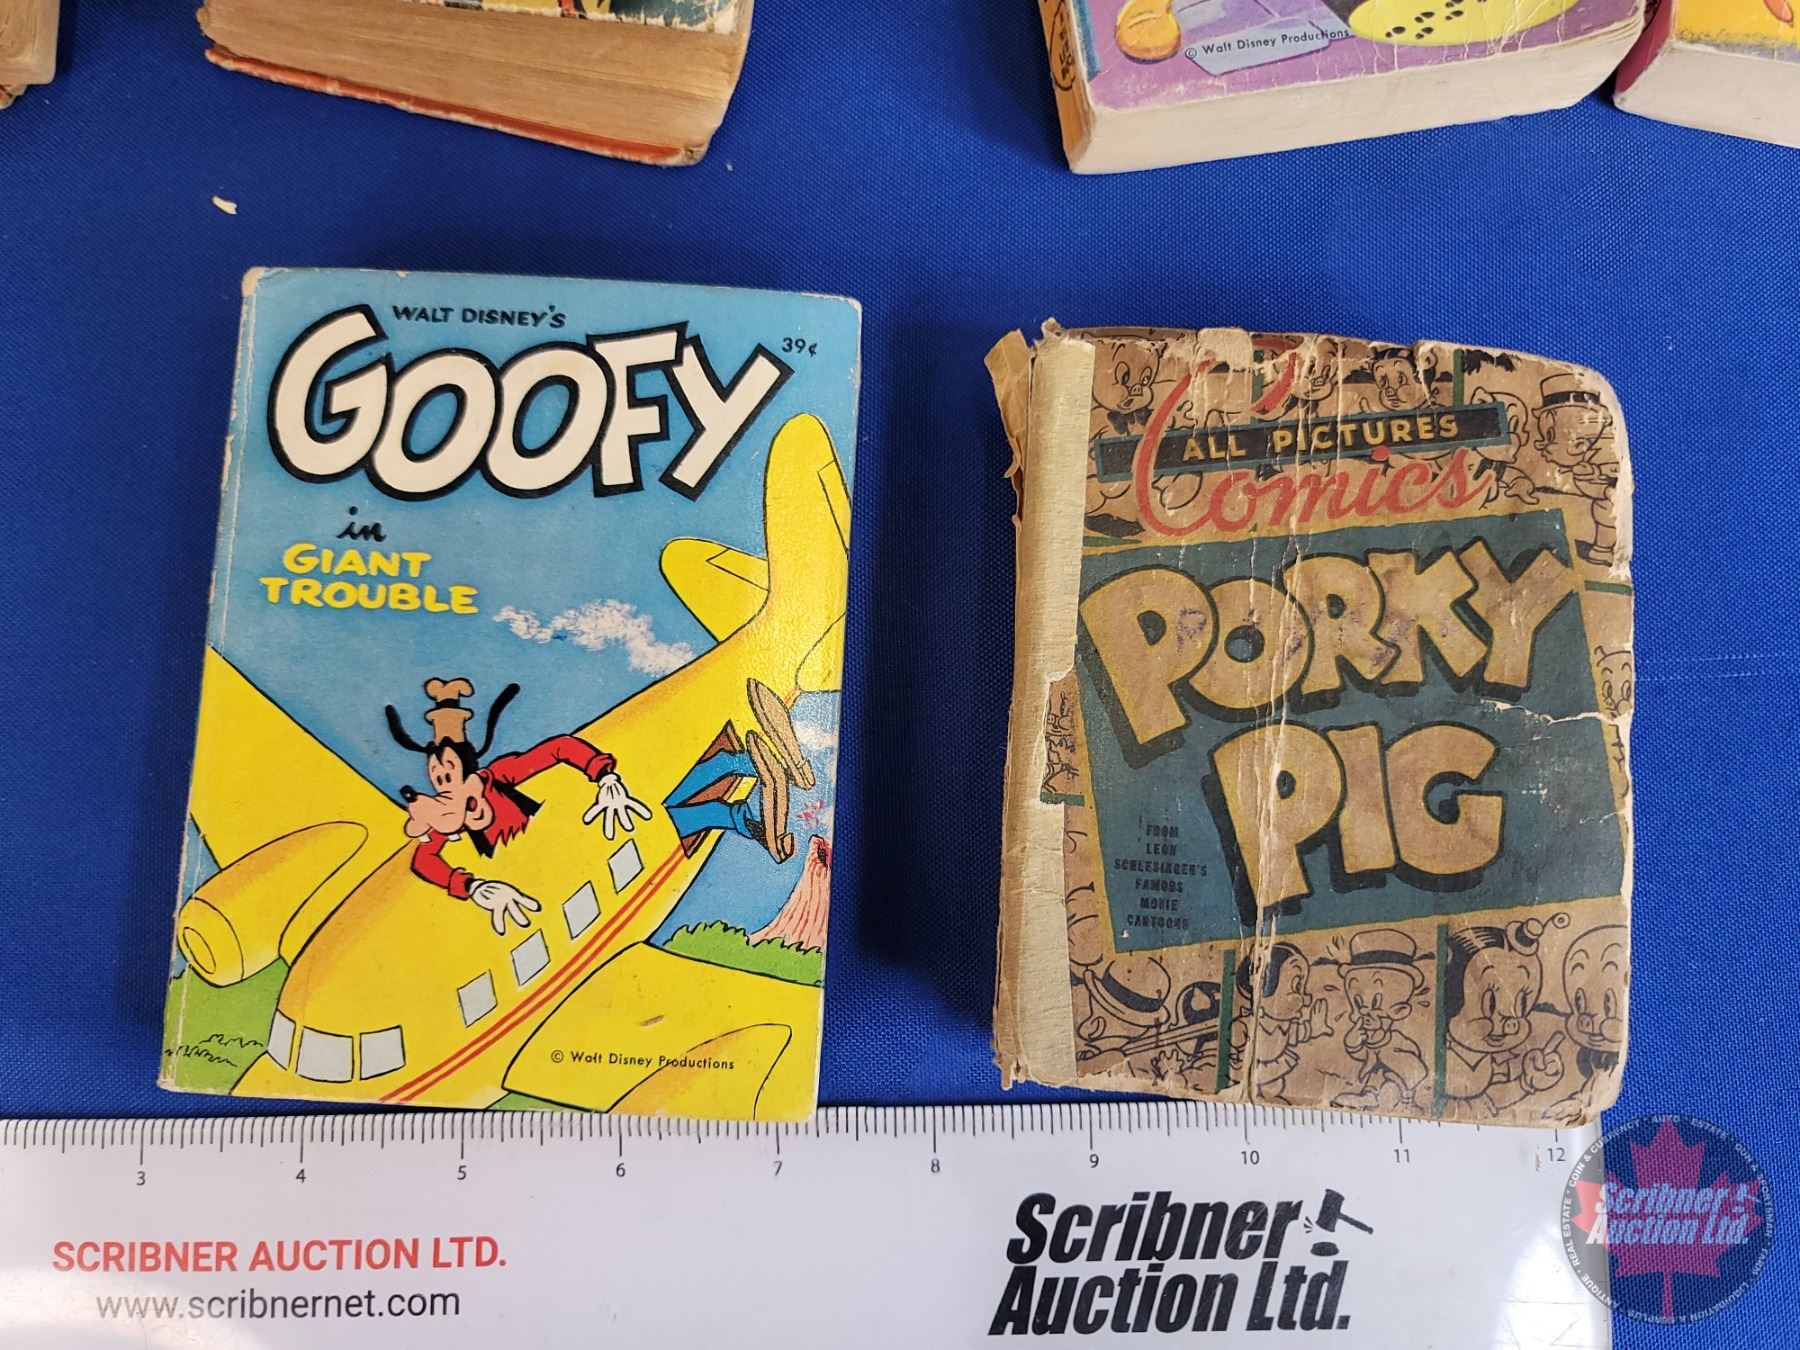 © Walt Disney Productions
WALT DISNEY'S
GOOFY
39¢
in
GIANT
TROUBLE
© Walt Disney Productions
ALL PICTURES
Comics
PORKY
PIG
FROM
LEON
SCHLESINGER'S
FAMOUS
MOVIE
CARTOONS
3 4 5 6 7 8 9 10 11 12
SCRIBNER AUCTION LTD.
www.scribnernet.com
Scribner
Auction Ltd.
Scribner
Auction Ltd.